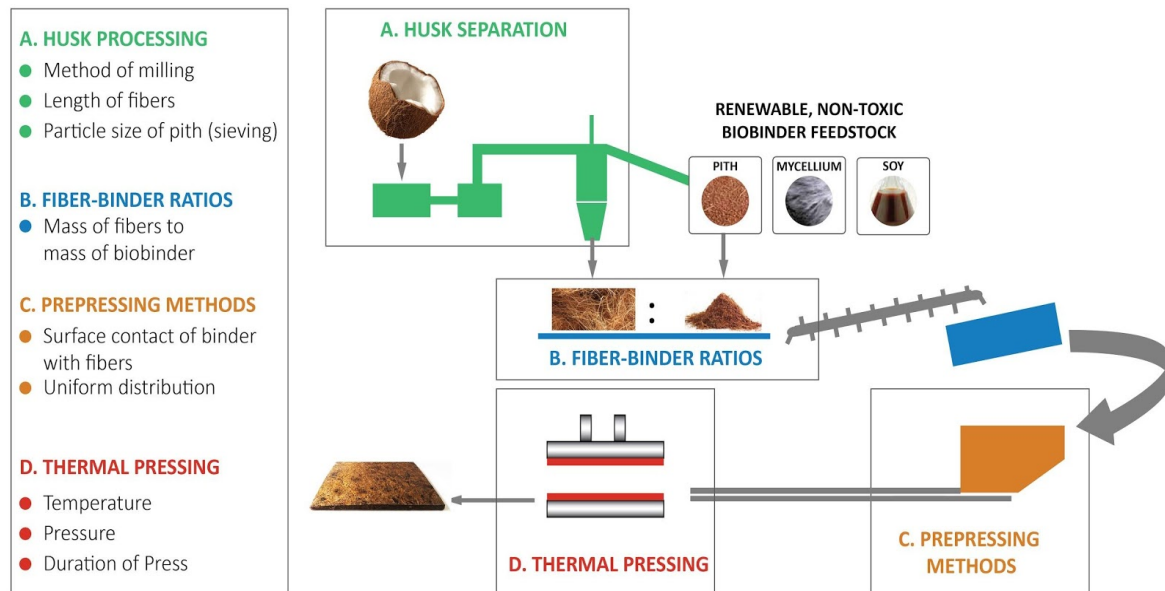 A. HUSK PROCESSING
Method of milling
Length of fibers
Particle size of pith (sieving)
B. FIBER-BINDER RATIOS
Mass of fibers to
mass of biobinder
C. PREPRESSING METHODS
Surface contact of binder
with fibers
Uniform distribution
D. THERMAL PRESSING
Temperature
Pressure
Duration of Press
A. HUSK SEPARATION
RENEWABLE, NON-TOXIC
BIOBINDER FEEDSTOCK
PITH
MYCELLIUM
SOY
:
B. FIBER-BINDER RATIOS
C. PREPRESSING
METHODS
D. THERMAL PRESSING